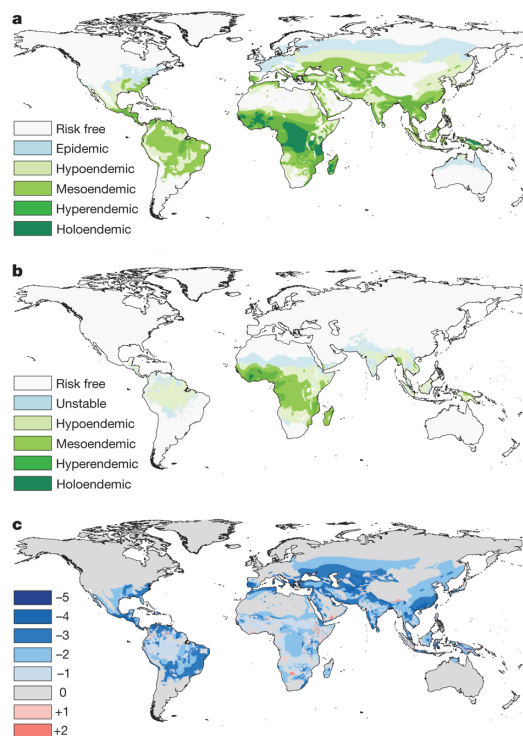 a
Risk free
Epidemic
Hypoendemic
Mesoendemic
Hyperendemic
Holoendemic
b
Risk free
Unstable
Hypoendemic
Mesoendemic
Hyperendemic
Holoendemic
c
−5
−4
−3
−2
−1
0
+1
+2